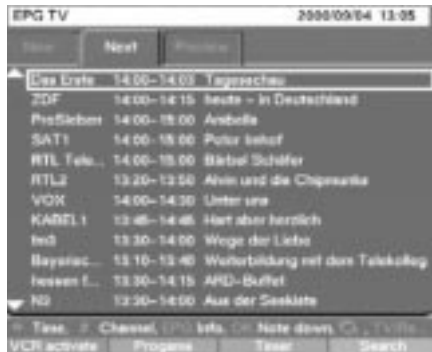 EPG TV 2000/09/04 13:05
Now Next Preview
Das Erste 14:00-14:03 Tagesschau
ZDF 14:00-14:15 heute - in Deutschland
ProSieben 14:00-15:00 Arabella
SAT1 14:00-15:00 Peter Imhof
RTL Tele... 14:00-15:00 Bärbel Schäfer
RTL2 13:20-13:50 Alvin und die Chipmunks
VOX 14:00-14:30 Unter uns
KABEL1 13:45-14:45 Hart aber herzlich
tm3 13:30-14:00 Wege der Liebe
Bayerisc... 13:10-13:40 Weiterbildung mit dem Telekolleg
hessen f... 13:30-14:15 ARD-Buffet
N3 13:30-14:00 Aus der Seekiste
Time, Channel, EPG Info, OK Note down,
VCR activate Progams Timer Search